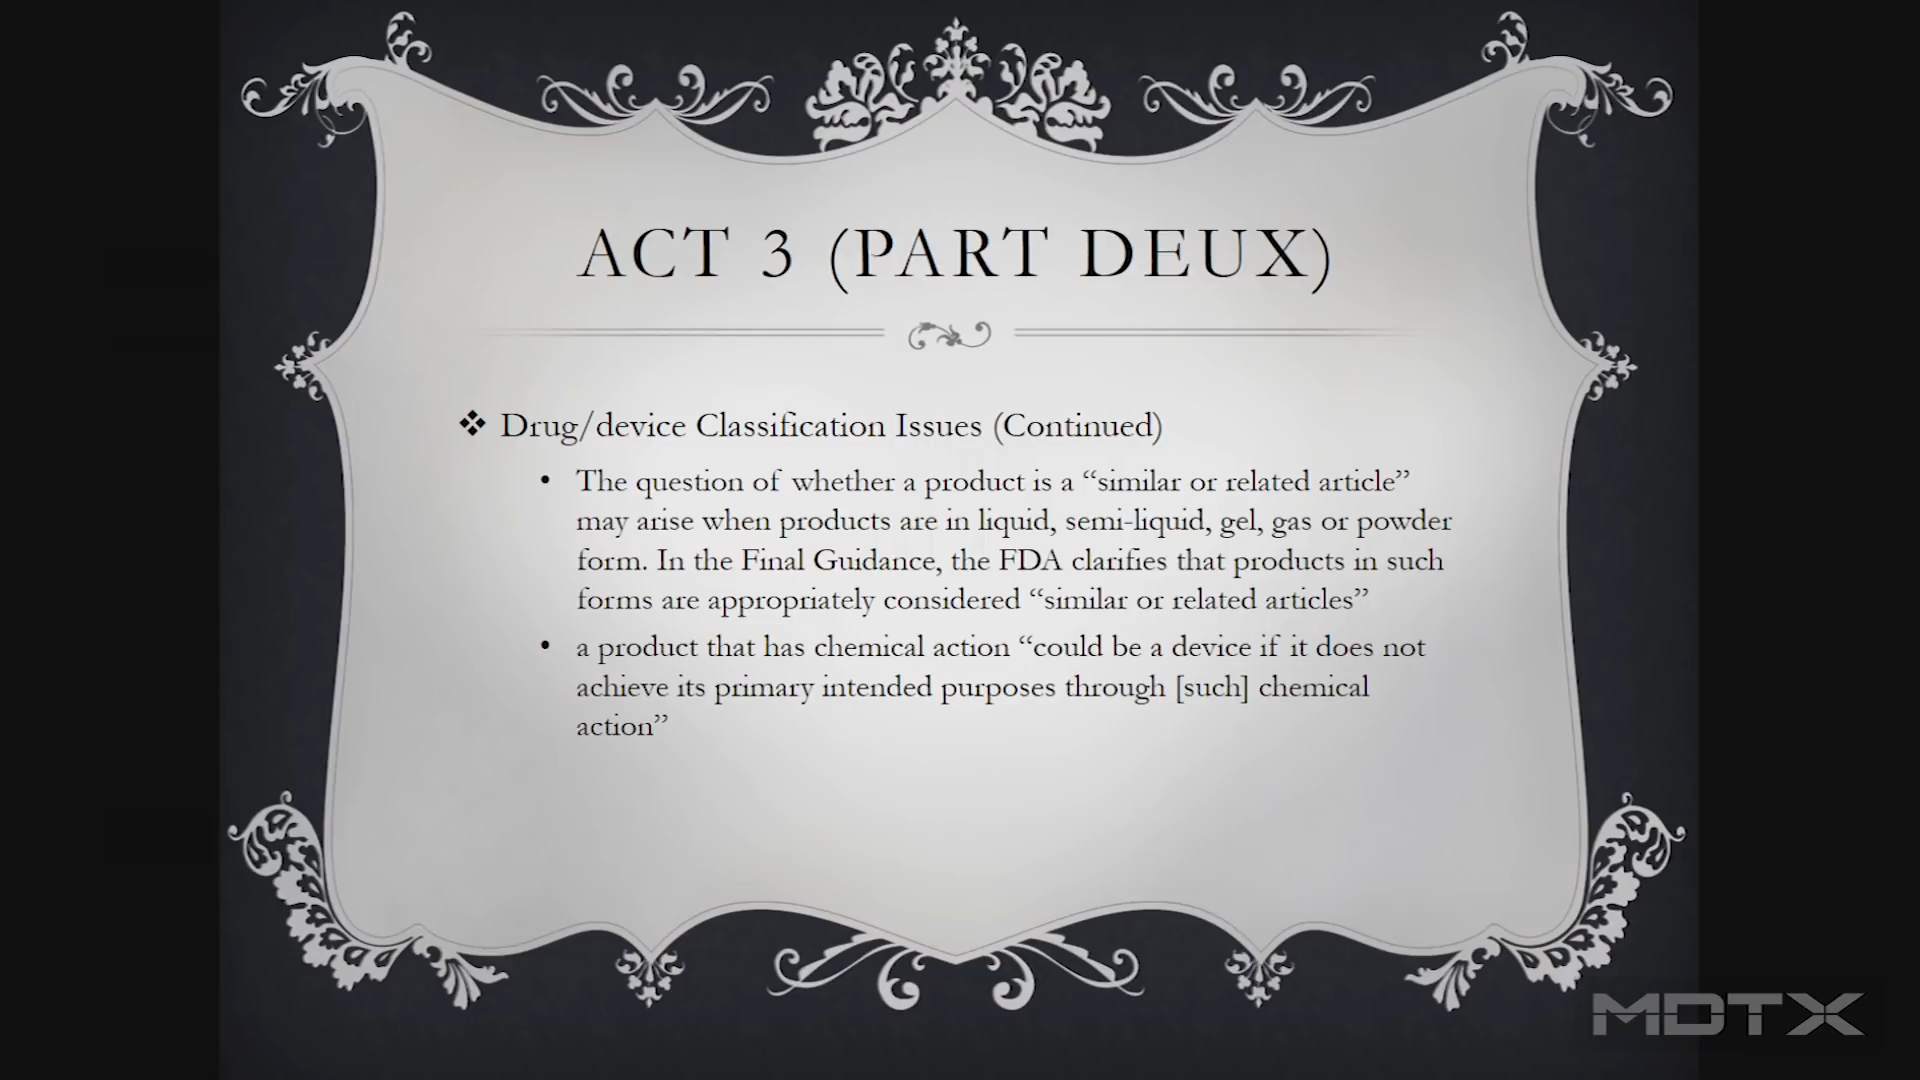 ACT 3 (PART DEUX)
❖ Drug/device Classification Issues (Continued)
• The question of whether a product is a “similar or related article”
may arise when products are in liquid, semi-liquid, gel, gas or powder
form. In the Final Guidance, the FDA clarifies that products in such
forms are appropriately considered “similar or related articles”
• a product that has chemical action “could be a device if it does not
achieve its primary intended purposes through [such] chemical
action”
MDTX